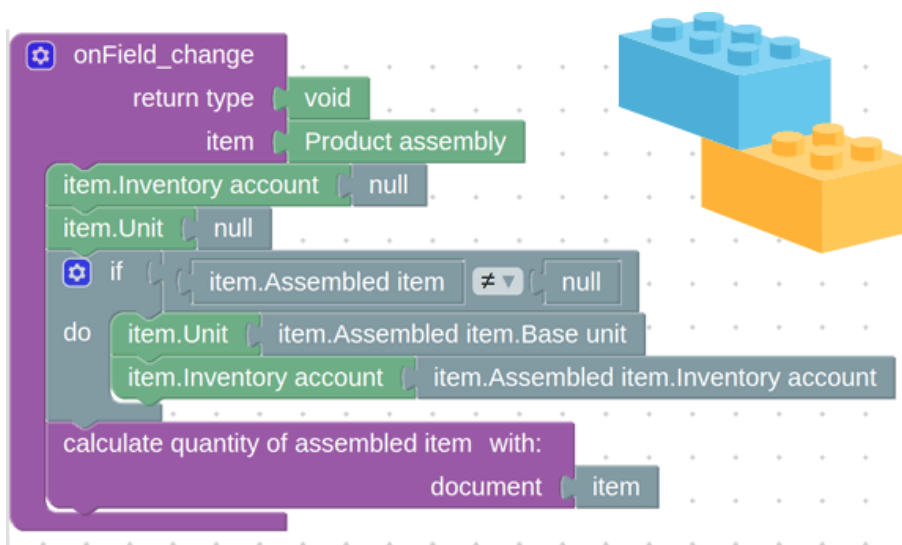 onField_change
return type void
item Product assembly
item.Inventory account null
item.Unit null
if item.Assembled item ≠ null
do item.Unit item.Assembled item.Base unit
item.Inventory account item.Assembled item.Inventory account
calculate quantity of assembled item with:
document item